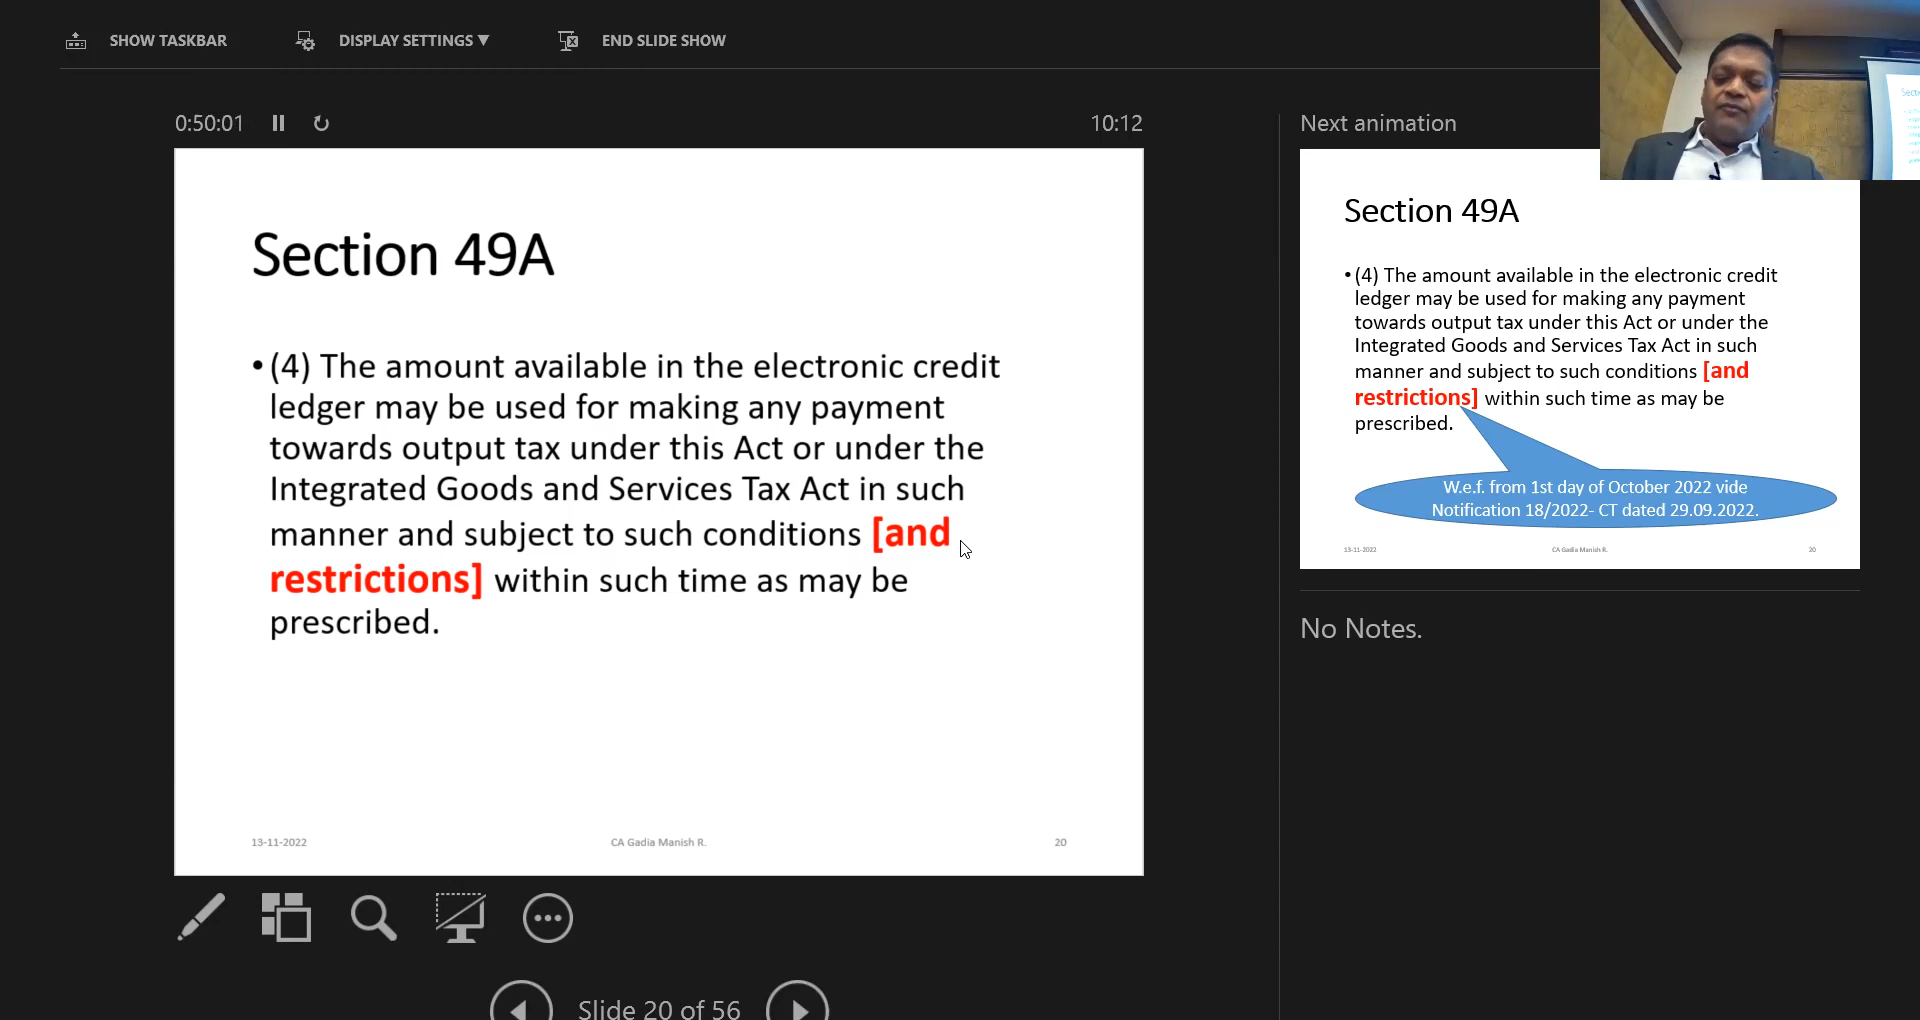 SHOW TASKBAR
DISPLAY SETTINGS ▼
END SLIDE SHOW
0:50:01
10:12
Section 49A
• (4) The amount available in the electronic credit
ledger may be used for making any payment
towards output tax under this Act or under the
Integrated Goods and Services Tax Act in such
manner and subject to such conditions [and
restrictions] within such time as may be
prescribed.
13-11-2022
CA Gadia Manish R.
20
Slide 20 of 56
Next animation
Section 49A
• (4) The amount available in the electronic credit
ledger may be used for making any payment
towards output tax under this Act or under the
Integrated Goods and Services Tax Act in such
manner and subject to such conditions [and
restrictions] within such time as may be
prescribed.
W.e.f. from 1st day of October 2022 vide
Notification 18/2022- CT dated 29.09.2022.
13-11-2022
CA Gadia Manish R.
20
No Notes.